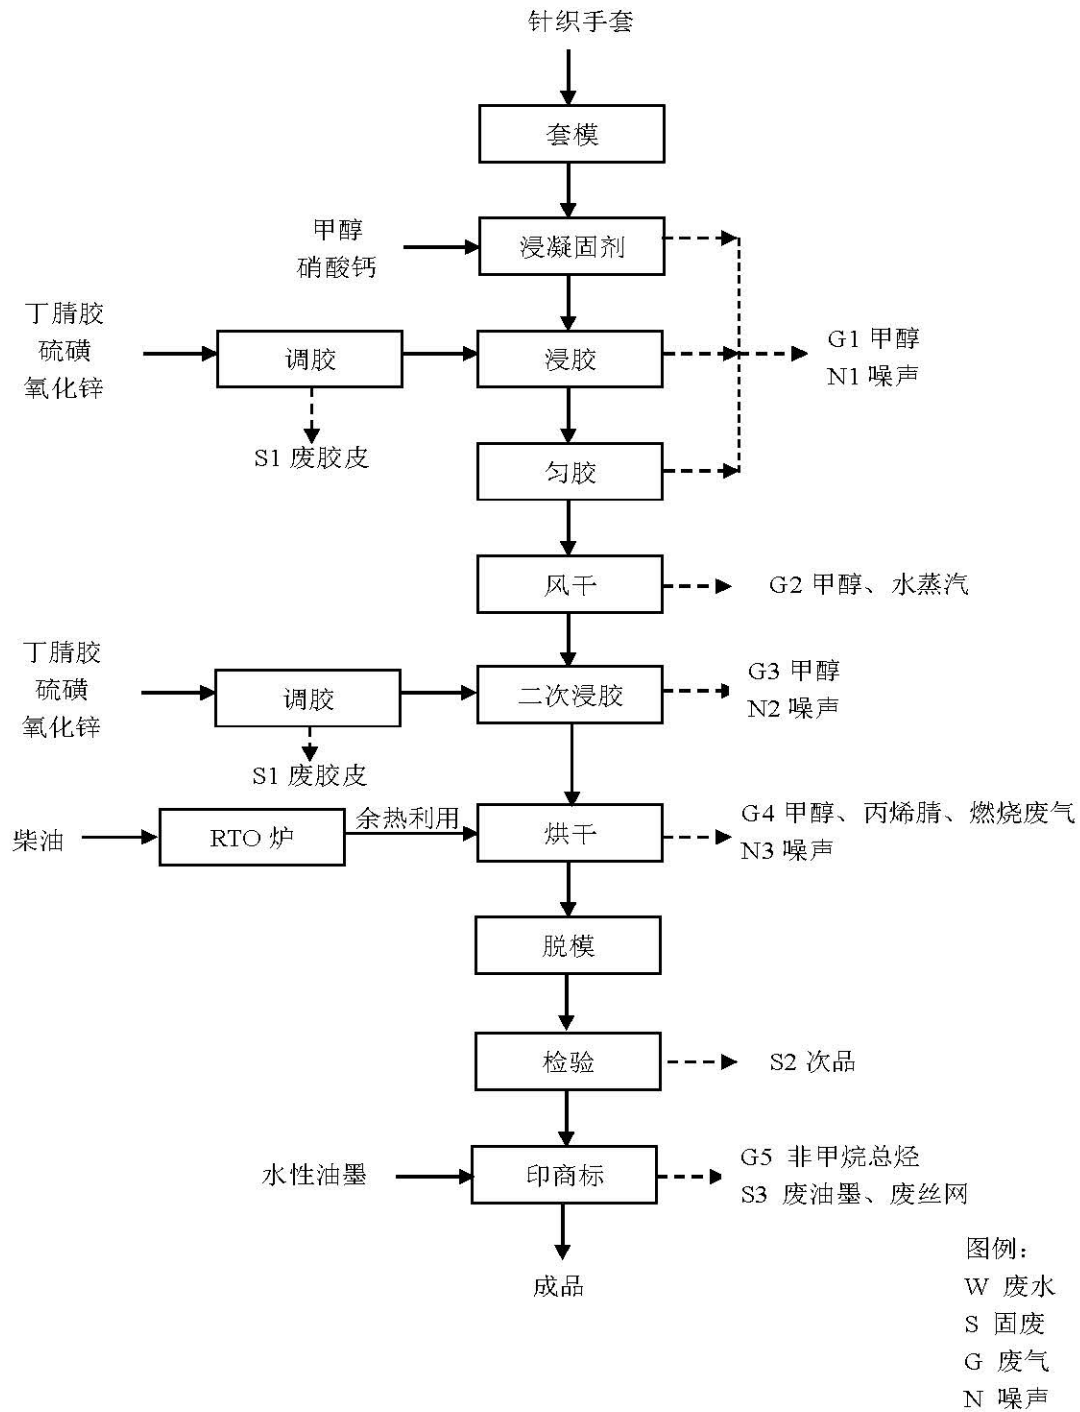 针织手套
套模
甲醇
硝酸钙
浸凝固剂
丁腈胶
硫磺
氧化锌
调胶
浸胶
G1 甲醇
N1 噪声
S1 废胶皮
匀胶
风干
G2 甲醇、水蒸汽
丁腈胶
硫磺
氧化锌
调胶
二次浸胶
G3 甲醇
N2 噪声
S1 废胶皮
柴油
RTO 炉
余热利用
烘干
G4 甲醇、丙烯腈、燃烧废气
N3 噪声
脱模
检验
S2 次品
水性油墨
印商标
G5 非甲烷总烃
S3 废油墨、废丝网
成品
图例：
W 废水
S 固废
G 废气
N 噪声